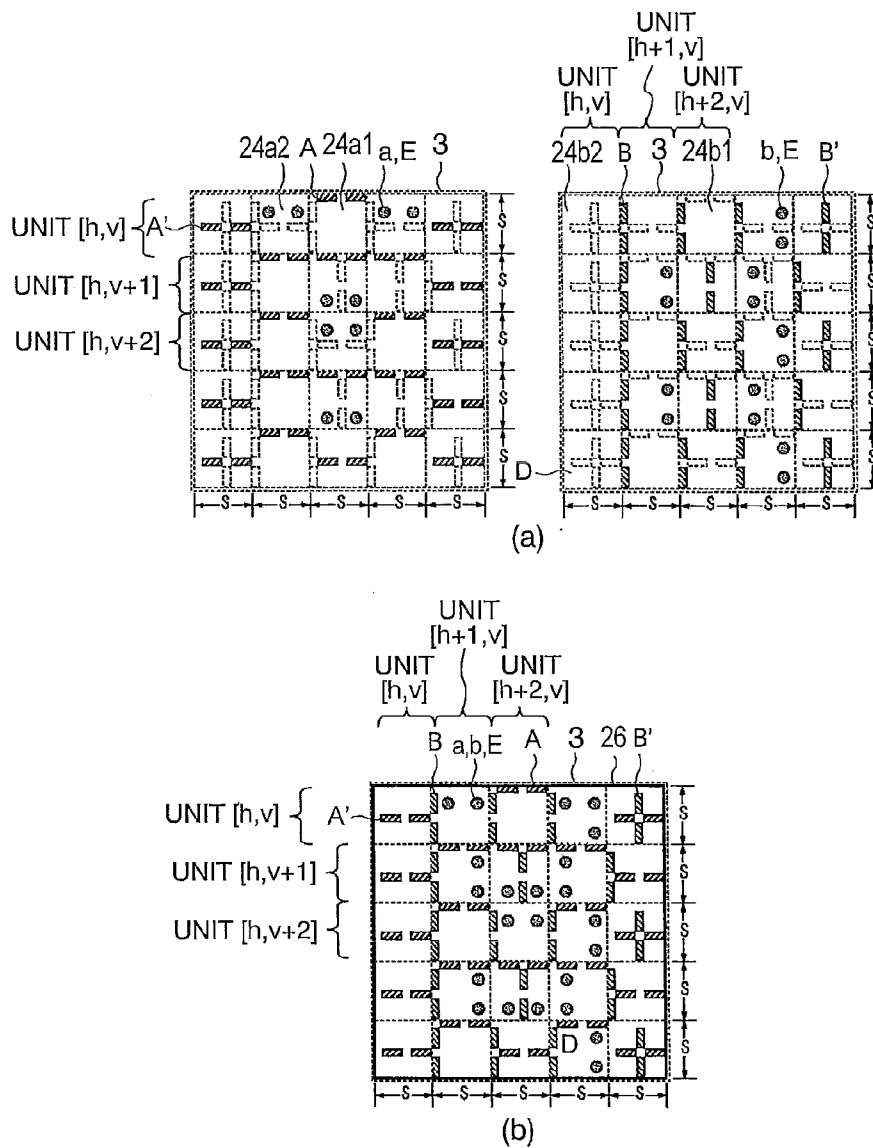 UNIT
[h+1,v]
UNIT
[h,v]
UNIT
[h+2,v]
24a2 A 24a1 a,E 3
24b2 B 3 24b1 b,E B'
UNIT [h,v] A'
UNIT [h,v+1]
UNIT [h,v+2]
D
S S S S S
S S S S S
S S S S S
S S S S S
(a)
UNIT
[h+1,v]
UNIT
[h,v]
UNIT
[h+2,v]
B a,b,E A 3 26 B'
UNIT [h,v] A'
UNIT [h,v+1]
UNIT [h,v+2]
D
S S S S S
S S S S S
(b)